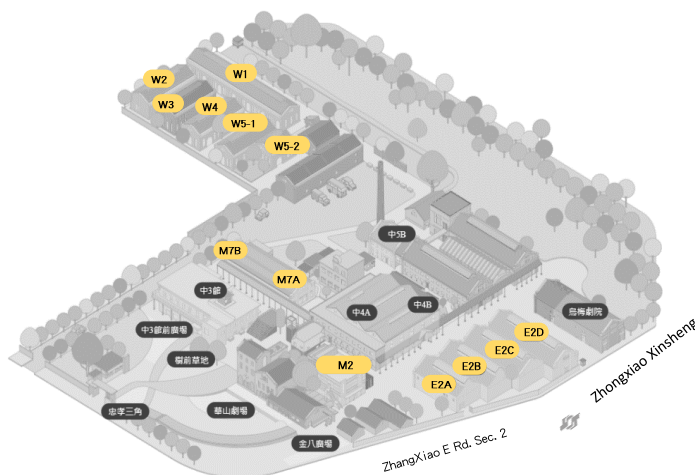 W1
W2
W3
W4
W5-1
W5-2
中5B
M7B
M7A
中3館
中4A
中4B
烏梅劇院
中3館前廣場
E2D
E2C
樹前草地
M2
E2B
E2A
忠孝三角
華山劇場
金八廣場
Zhongxiao Xinsheng
ZhangXiao E Rd. Sec. 2